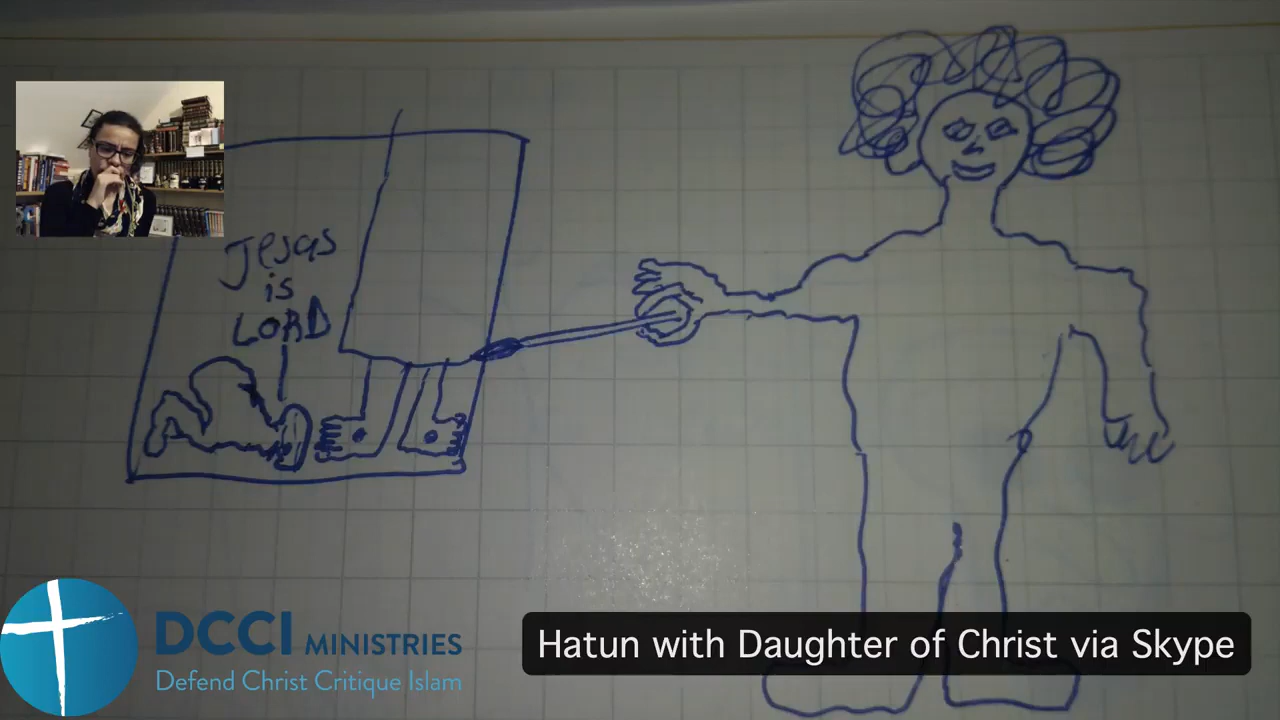 Jesus
is
LORD
DCCI MINISTRIES
Defend Christ Critique Islam
Hatun with Daughter of Christ via Skype